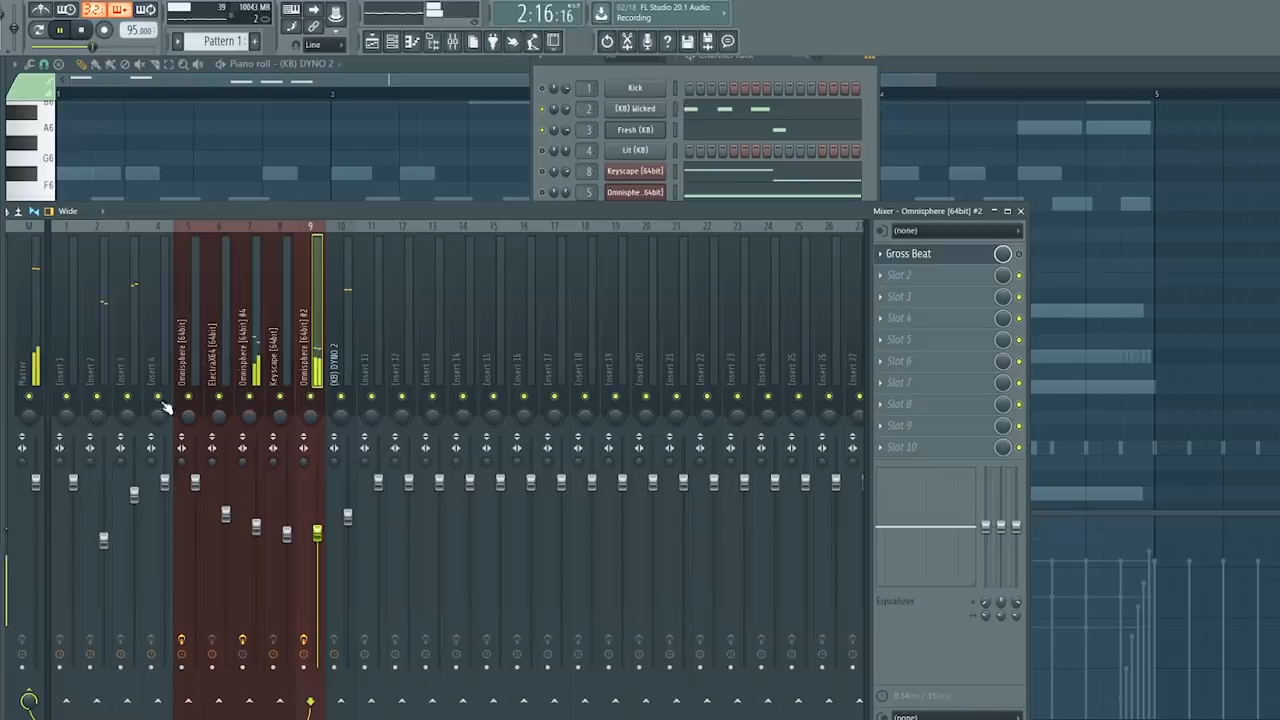 3.2.
39
10043 MB
2
2:16:16
02/18 FL Studio 20.1 Audio
Recording
95.000
Pattern 1
Line
Piano roll - (KB) DYNO 2
Channel rack
1
2
4
5
A6
G6
F6
1 Kick
2 (KB) Wicked
3 Fresh (KB)
4 Lit (KB)
8 Keyscape [64bit]
5 Omnisphe..64bit]
Wide
Mixer - Omnisphere [64bit] #2
M 1 2 3 4 5 6 7 8 9 10 11 12 13 14 15 16 17 18 19 20 21 22 23 24 25 26 27
Master
Insert 1
Insert 2
Insert 3
Insert 4
Omnisphere [64bit]
ElectraX64 [64bit]
Omnisphere [64bit] #4
Keyscape [64bit]
Omnisphere [64bit] #2
(KB) DYNO 2
Insert 11
Insert 12
Insert 13
Insert 14
Insert 15
Insert 16
Insert 17
Insert 18
Insert 19
Insert 20
Insert 21
Insert 22
Insert 23
Insert 24
Insert 25
Insert 26
Insert 27
(none)
Gross Beat
Slot 2
Slot 3
Slot 4
Slot 5
Slot 6
Slot 7
Slot 8
Slot 9
Slot 10
Equalizer
(none)